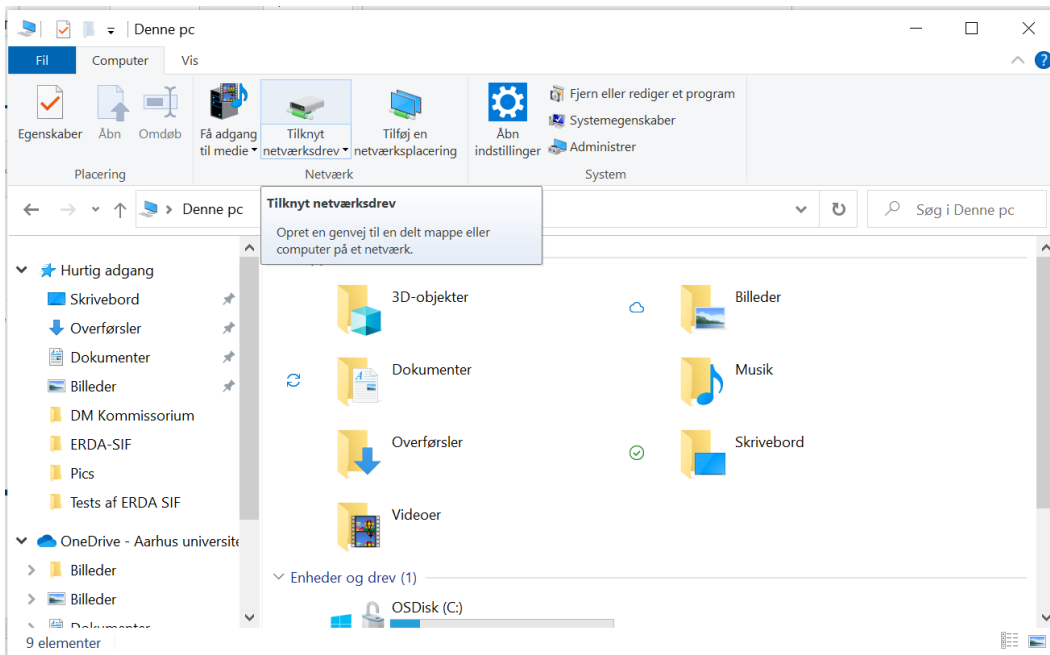 Denne pc
Fil Computer Vis
Egenskaber Åbn Omdøb
Placering
Få adgang til medie
Tilknyt netværksdrev
Tilføj en netværksplacering
Netværk
Åbn indstillinger
Fjern eller rediger et program
Systemegenskaber
Administrer
System
Denne pc
Søg i Denne pc
Tilknyt netværksdrev
Opret en genvej til en delt mappe eller
computer på et netværk.
Hurtig adgang
Skrivebord
Overførsler
Dokumenter
Billeder
DM Kommissorium
ERDA-SIF
Pics
Tests af ERDA SIF
OneDrive - Aarhus
Billeder
Billeder
3D-objekter
Billeder
Dokumenter
Musik
Overførsler
Skrivebord
Videoer
Enheder og drev (1)
OSDisk (C:)
9 elementer